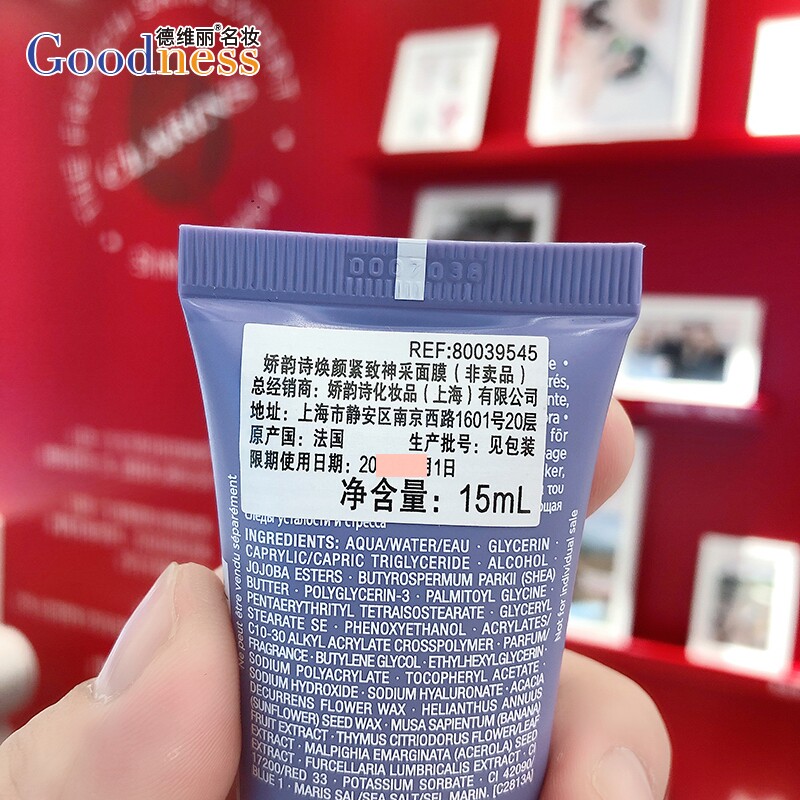 德维丽®名妆
Goodness
CLARINS
0007036
REF:80039545
娇韵诗焕颜紧致神采面膜（非卖品）
总经销商：娇韵诗化妆品（上海）有限公司
地址：上海市静安区南京西路1601号20层
原产国：法国 生产批号：见包装
限期使用日期：20 月1日
净含量：15mL
следы усталости и стресса
INGREDIENTS: AQUA/WATER/EAU · GLYCERIN ·
CAPRYLIC/CAPRIC TRIGLYCERIDE · ALCOHOL ·
JOJOBA ESTERS · BUTYROSPERMUM PARKII (SHEA)
BUTTER · POLYGLYCERIN-3 · PALMITOYL GLYCINE ·
PENTAERYTHRITYL TETRAISOSTEARATE · GLYCERYL
STEARATE SE · PHENOXYETHANOL · ACRYLATES/
C10-30 ALKYL ACRYLATE CROSSPOLYMER · PARFUM/
FRAGRANCE · BUTYLENE GLYCOL · ETHYLHEXYLGLYCERIN ·
SODIUM POLYACRYLATE · TOCOPHERYL ACETATE ·
SODIUM HYDROXIDE · SODIUM HYALURONATE · ACACIA
DECURRENS FLOWER WAX · HELIANTHUS ANNUUS
(SUNFLOWER) SEED WAX · MUSA SAPIENTUM (BANANA)
FRUIT EXTRACT · THYMUS CITRIODORUS FLOWER/LEAF
EXTRACT · MALPIGHIA EMARGINATA (ACEROLA) SEED
EXTRACT · FURCELLARIA LUMBRICALIS EXTRACT · CI
17200/RED 33 · POTASSIUM SORBATE · CI 42090/
BLUE 1 · MARIS SAL/SEA SALT/SEL MARIN. [C2813A]
Ne peut être vendu séparément
Not for individual sale